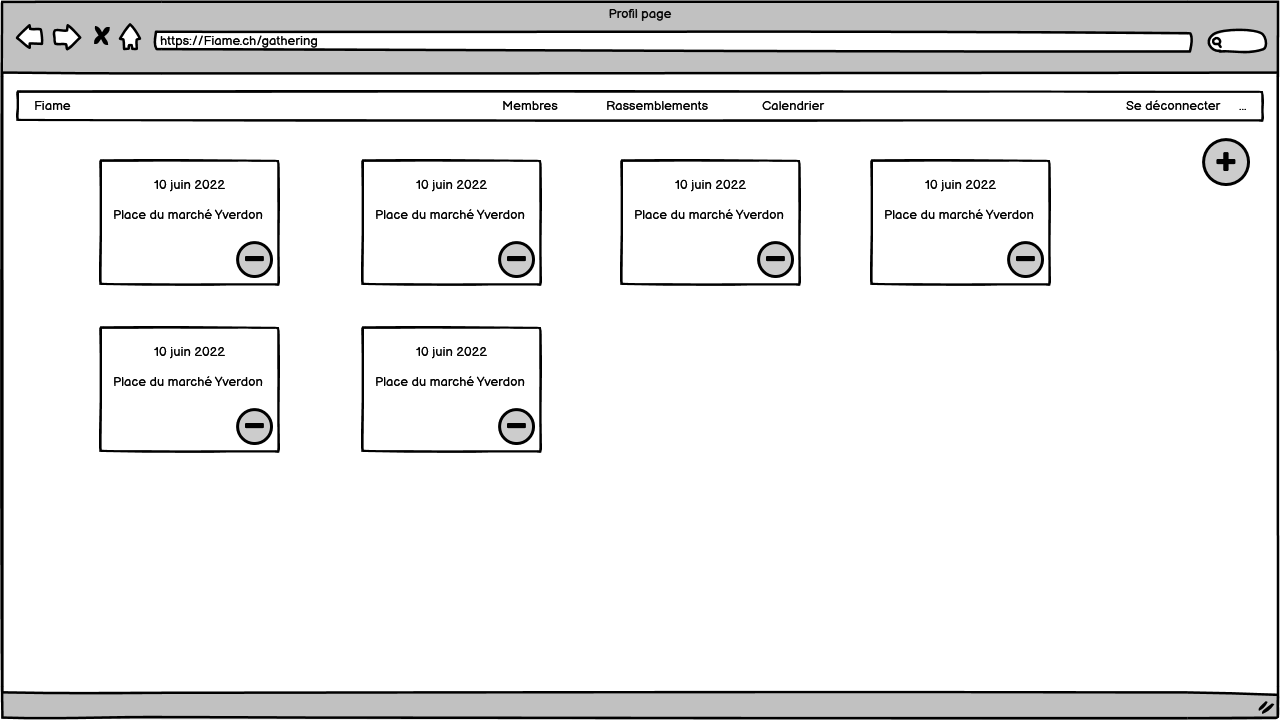 Profil page
https://Fiame.ch/gathering
Fiame Membres Rassemblements Calendrier Se déconnecter ...
10 juin 2022
Place du marché Yverdon
10 juin 2022
Place du marché Yverdon
10 juin 2022
Place du marché Yverdon
10 juin 2022
Place du marché Yverdon
10 juin 2022
Place du marché Yverdon
10 juin 2022
Place du marché Yverdon